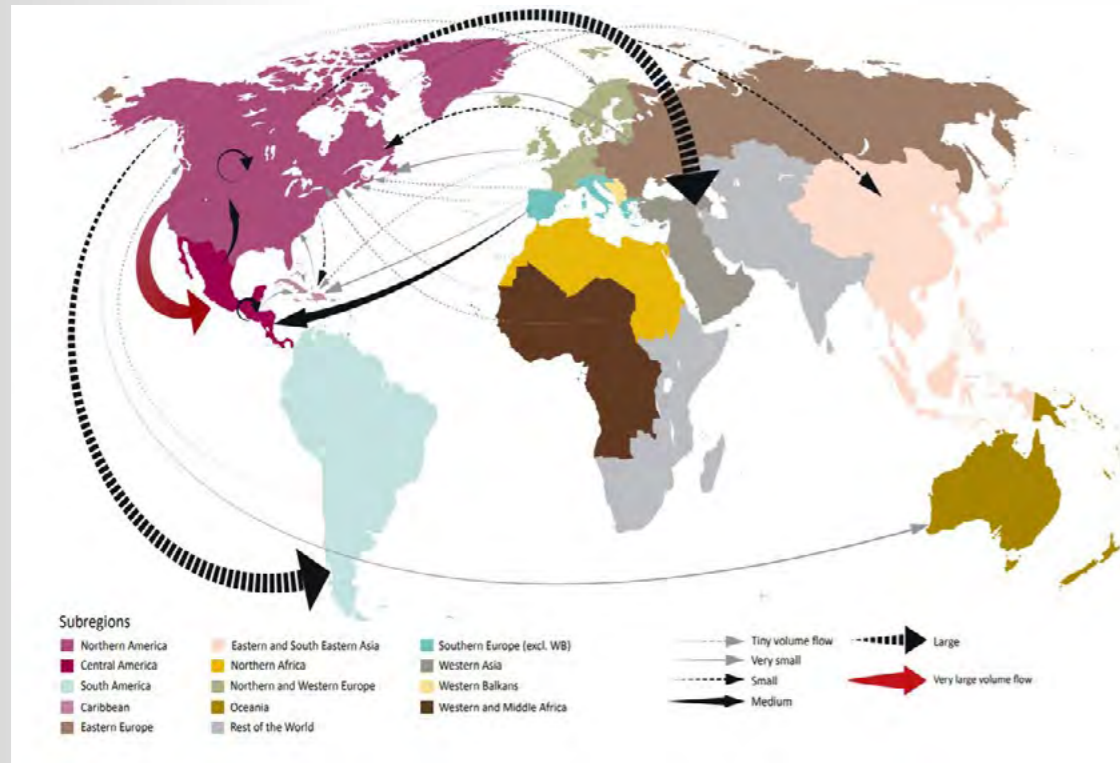 Subregions
Northern America
Central America
South America
Caribbean
Eastern Europe
Eastern and South Eastern Asia
Northern Africa
Northern and Western Europe
Oceania
Rest of the World
Southern Europe (excl. WB)
Western Asia
Western Balkans
Western and Middle Africa
Tiny volume flow
Very small
Small
Medium
Large
Very large volume flow